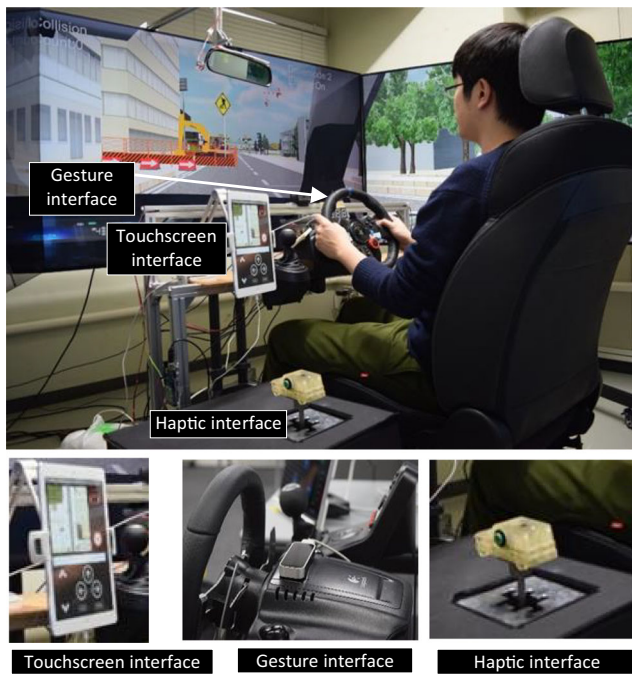 Gesture
interface
Touchscreen
interface
Haptic interface
Touchscreen interface
Gesture interface
Haptic interface